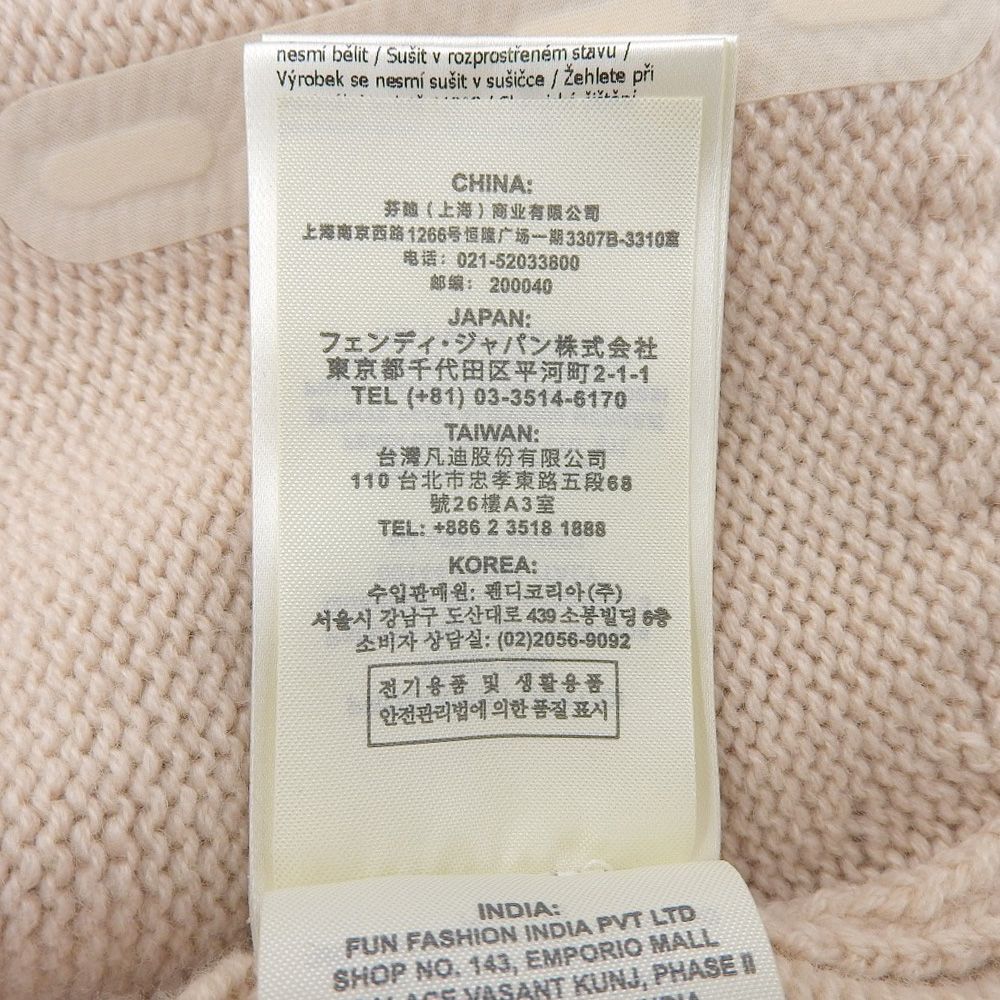 nesmí bělit / Sušit v rozprostřeném stavu /
Výrobek se nesmí sušit v sušičce / Žehlete při
CHINA:
芬迪（上海）商业有限公司
上海南京西路1266号恒隆广场一期3307B-3310室
电话： 021-52033800
邮编： 200040
JAPAN:
フェンディ・ジャパン株式会社
東京都千代田区平河町2-1-1
TEL (+81) 03-3514-6170
TAIWAN:
台灣凡迪股份有限公司
110 台北市忠孝東路五段68
號26樓A3室
TEL: +886 2 3518 1888
KOREA:
수입판매원: 펜디코리아(주)
서울시 강남구 도산대로 439 소봉빌딩 6층
소비자 상담실: (02)2056-9092
전기용품 및 생활용품
안전관리법에 의한 품질 표시
INDIA:
FUN FASHION INDIA PVT LTD
SHOP NO. 143, EMPORIO MALL
VASANT KUNJ, PHASE II
INDIA